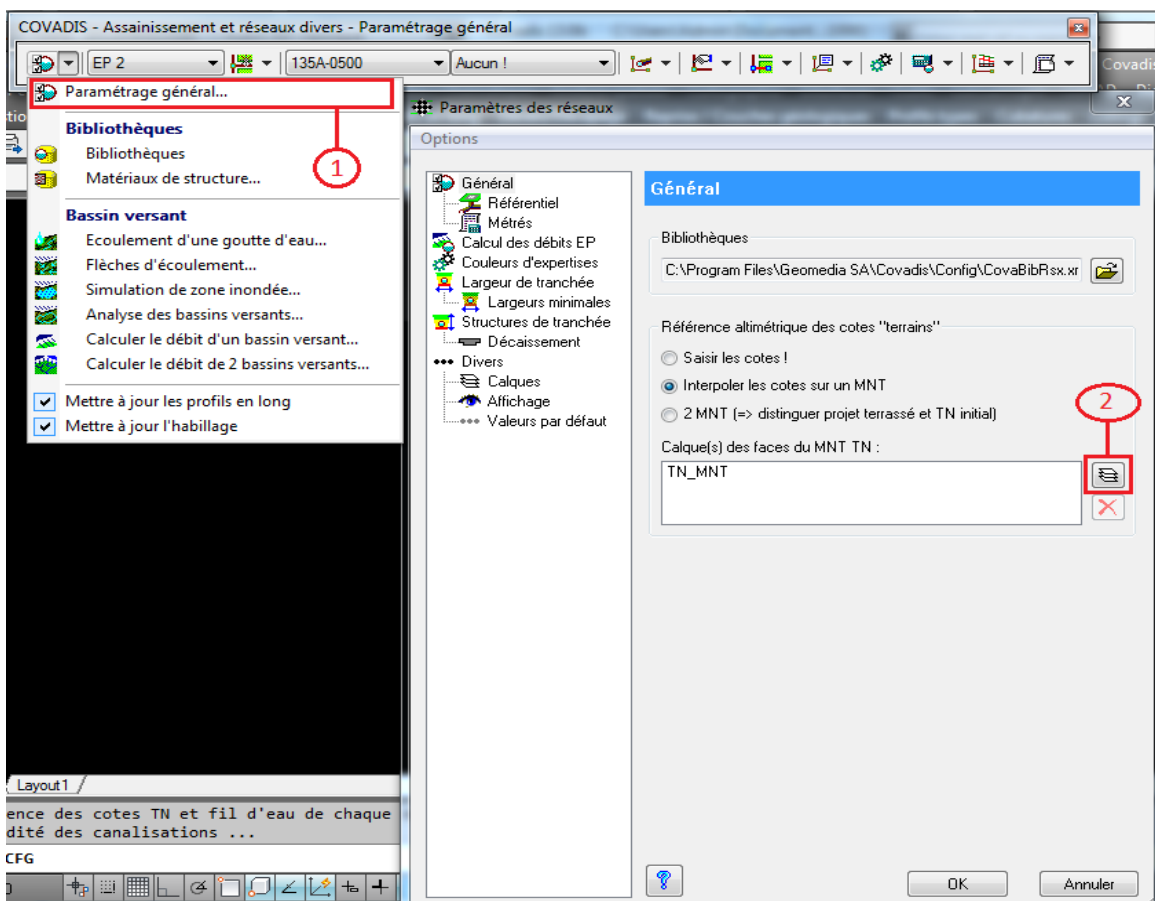 COVADIS - Assainissement et réseaux divers - Paramétrage général
EP 2
135A-0500
Aucun !
Paramétrage général...
1
Bibliothèques
Bibliothèques
Matériaux de structure...
Bassin versant
Ecoulement d'une goutte d'eau...
Flèches d'écoulement...
Simulation de zone inondée...
Analyse des bassins versants...
Calculer le débit d'un bassin versant...
Calculer le débit de 2 bassins versants...
Mettre à jour les profils en long
Mettre à jour l'habillage
Layout1
ence des cotes TN et fil d'eau de chaque
dité des canalisations ...
CFG
Covadis
Paramètres des réseaux
Options
Général
Référentiel
Métrés
Calcul des débits EP
Couleurs d'expertises
Largeur de tranchée
Largeurs minimales
Structures de tranchée
Décaissement
Divers
Calques
Affichage
Valeurs par défaut
Général
Bibliothèques
C:\Program Files\Geomedia SA\Covadis\Config\CovaBibRsx.xr
Référence altimétrique des cotes "terrains"
Saisir les cotes !
Interpoler les cotes sur un MNT
2 MNT (=> distinguer projet terrassé et TN initial)
2
Calque(s) des faces du MNT TN :
TN_MNT
OK
Annuler